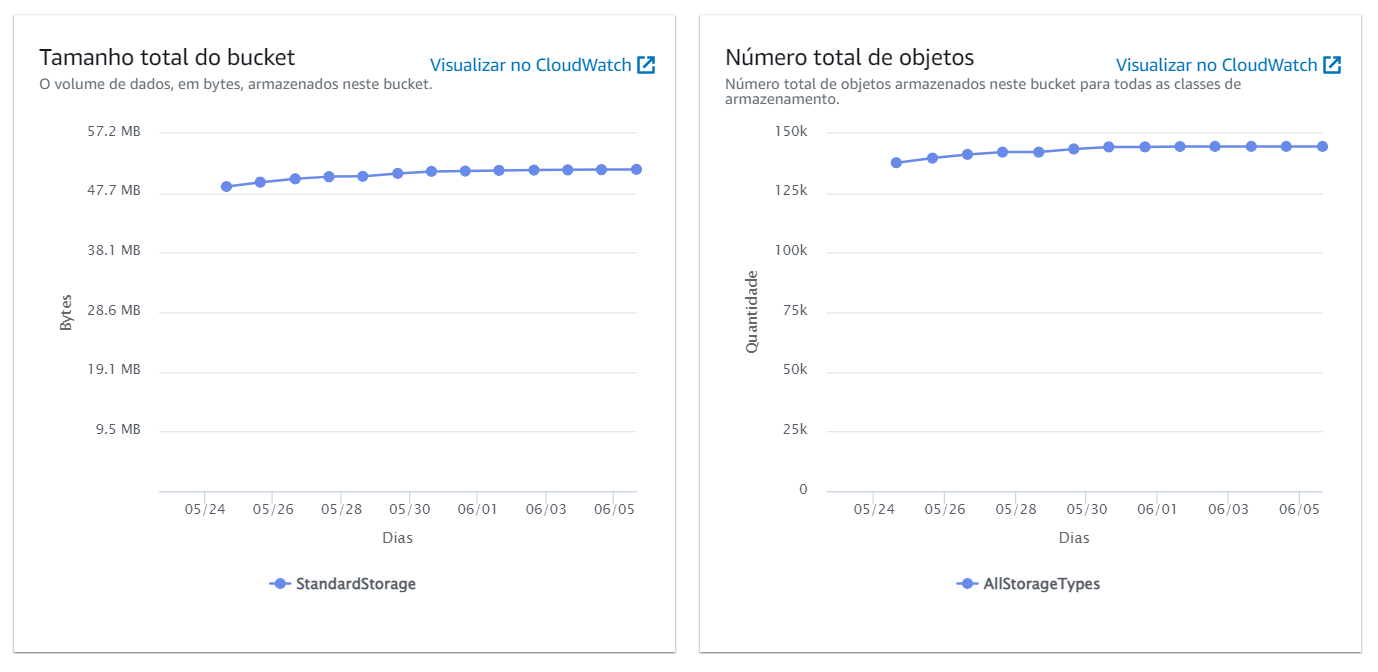 Tamanho total do bucket
Visualizar no CloudWatch
O volume de dados, em bytes, armazenados neste bucket.
57.2 MB
47.7 MB
38.1 MB
28.6 MB
19.1 MB
9.5 MB
Bytes
05/24 05/26 05/28 05/30 06/01 06/03 06/05
Dias
StandardStorage
Número total de objetos
Visualizar no CloudWatch
Número total de objetos armazenados neste bucket para todas as classes de
armazenamento.
150k
125k
100k
75k
50k
25k
0
Quantidade
05/24 05/26 05/28 05/30 06/01 06/03 06/05
Dias
AllStorageTypes